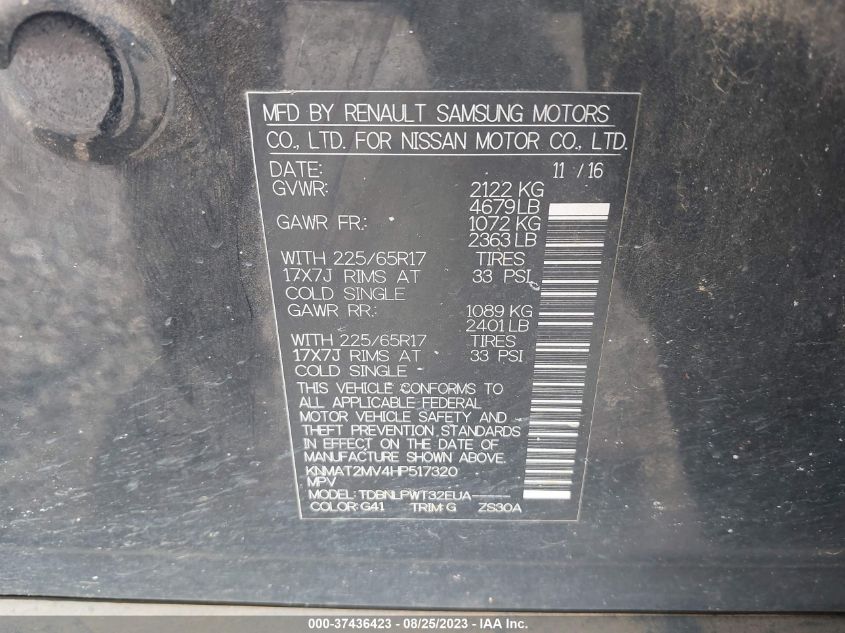 MFD BY RENAULT SAMSUNG MOTORS
CO., LTD. FOR NISSAN MOTOR CO., LTD.
DATE: 11 / 16
GVWR: 2122 KG
4679 LB
GAWR FR.: 1072 KG
2363 LB
WITH 225/65R17 TIRES
17X7J RIMS AT 33 PSI
COLD SINGLE
GAWR RR.: 1089 KG
2401 LB
WITH 225/65R17 TIRES
17X7J RIMS AT 33 PSI
COLD SINGLE
THIS VEHICLE CONFORMS TO
ALL APPLICABLE FEDERAL
MOTOR VEHICLE SAFETY AND
THEFT PREVENTION STANDARDS
IN EFFECT ON THE DATE OF
MANUFACTURE SHOWN ABOVE.
KNMAT2MV4HP517320
MPV
MODEL: TDBNLPWT32EUA-----
COLOR: G41 TRIM: G ZS30A
000-37436423 - 08/25/2023 - IAA Inc.